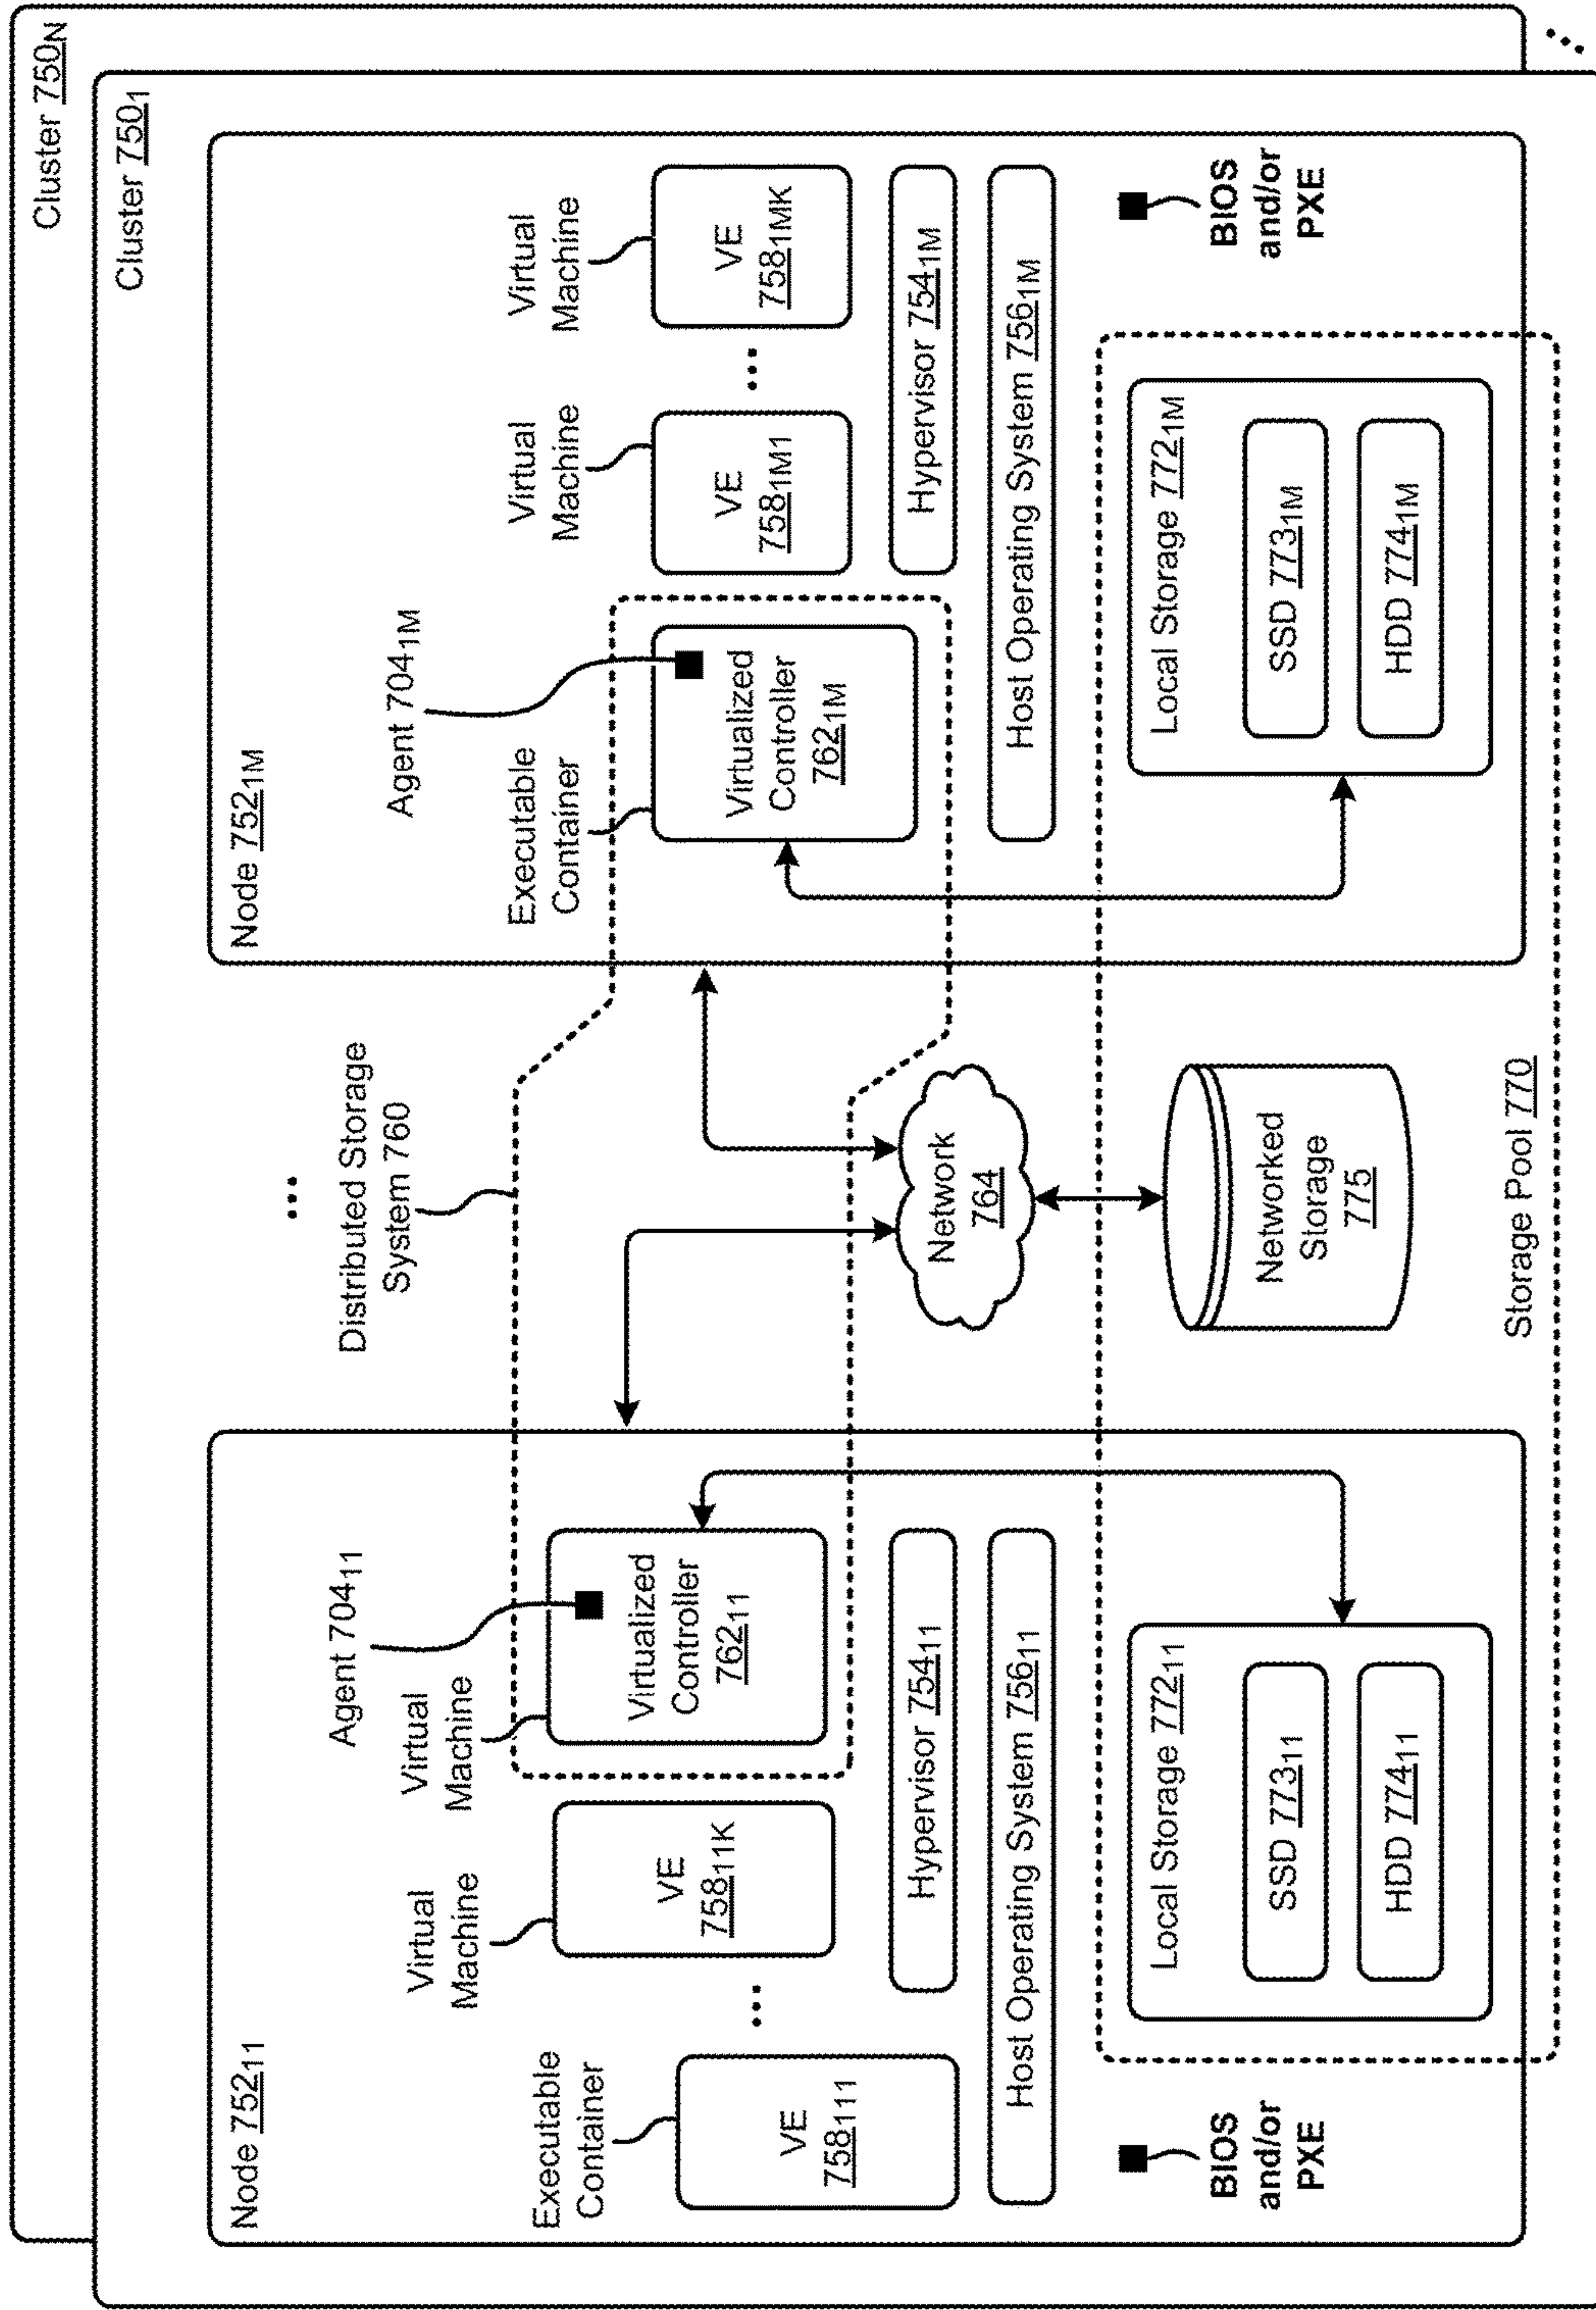 Cluster 750N
Cluster 7501
Node 75211
Agent 70411
Virtual
Machine
Virtual
Machine
Executable
Container
VE
758111
...
VE
75811K
Virtualized
Controller
76211
Hypervisor 75411
Host Operating System 75611
BIOS
and/or
PXE
Local Storage 77211
SSD 77311
HDD 77411
...
Distributed Storage
System 760
Network
764
Networked
Storage
775
Storage Pool 770
Node 7521M
Agent 7041M
Executable
Container
Virtual
Machine
Virtual
Machine
Virtualized
Controller
7621M
VE
7581M1
...
VE
7581MK
Hypervisor 7541M
Host Operating System 7561M
Local Storage 7721M
SSD 7731M
HDD 7741M
BIOS
and/or
PXE
...